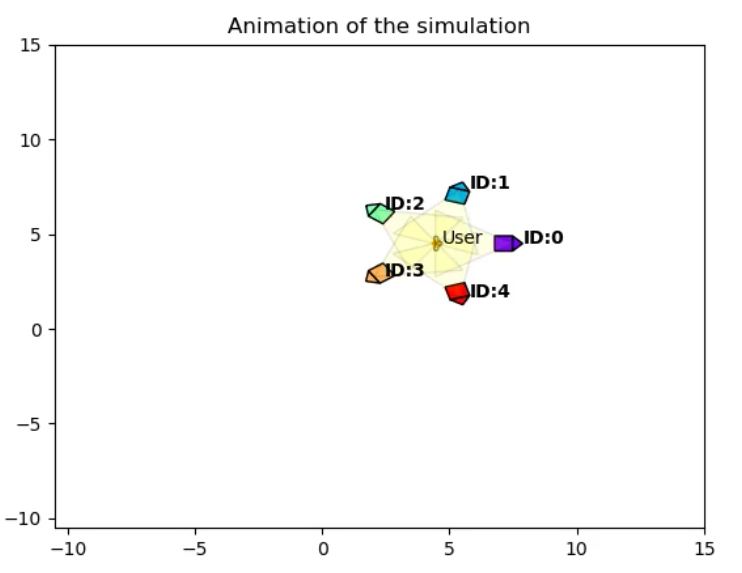 Animation of the simulation
15
10
5
0
−5
−10
ID:1
ID:2
User
ID:0
ID:3
ID:4
−10
−5
0
5
10
15